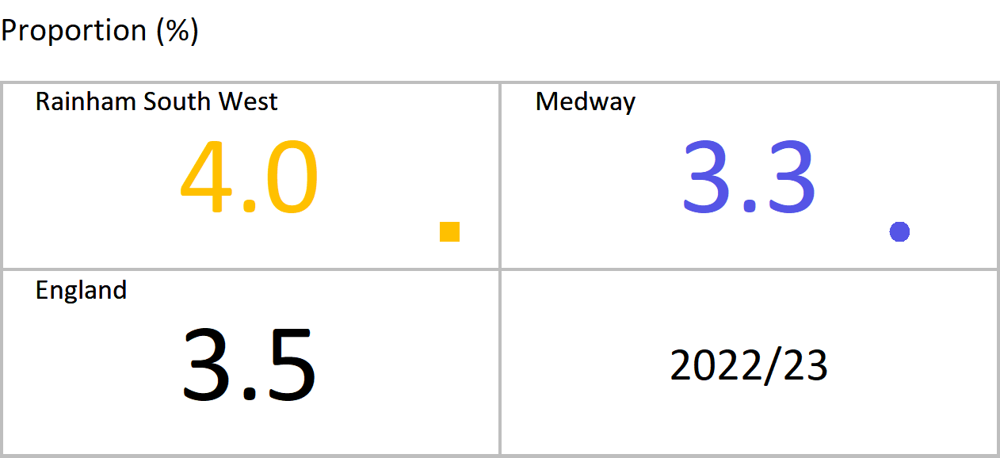 Proportion (%)
Rainham South West
4.0
Medway
3.3
England
3.5
2022/23